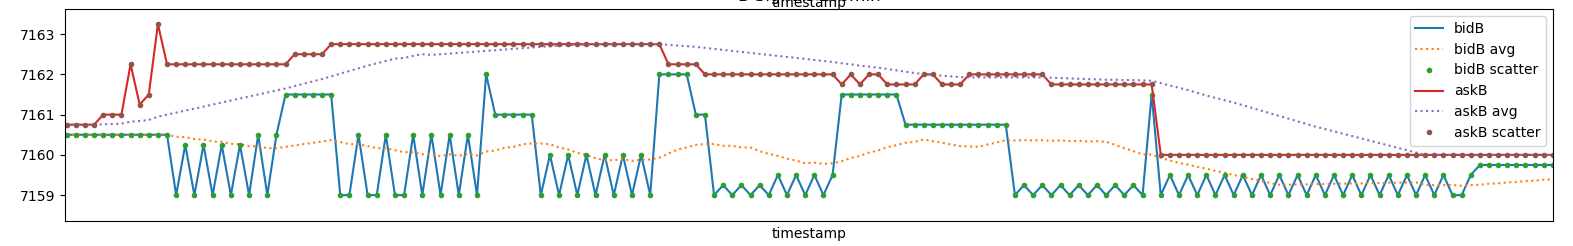 timestamp
7163
7162
7161
7160
7159
bidB
bidB avg
bidB scatter
askB
askB avg
askB scatter
timestamp